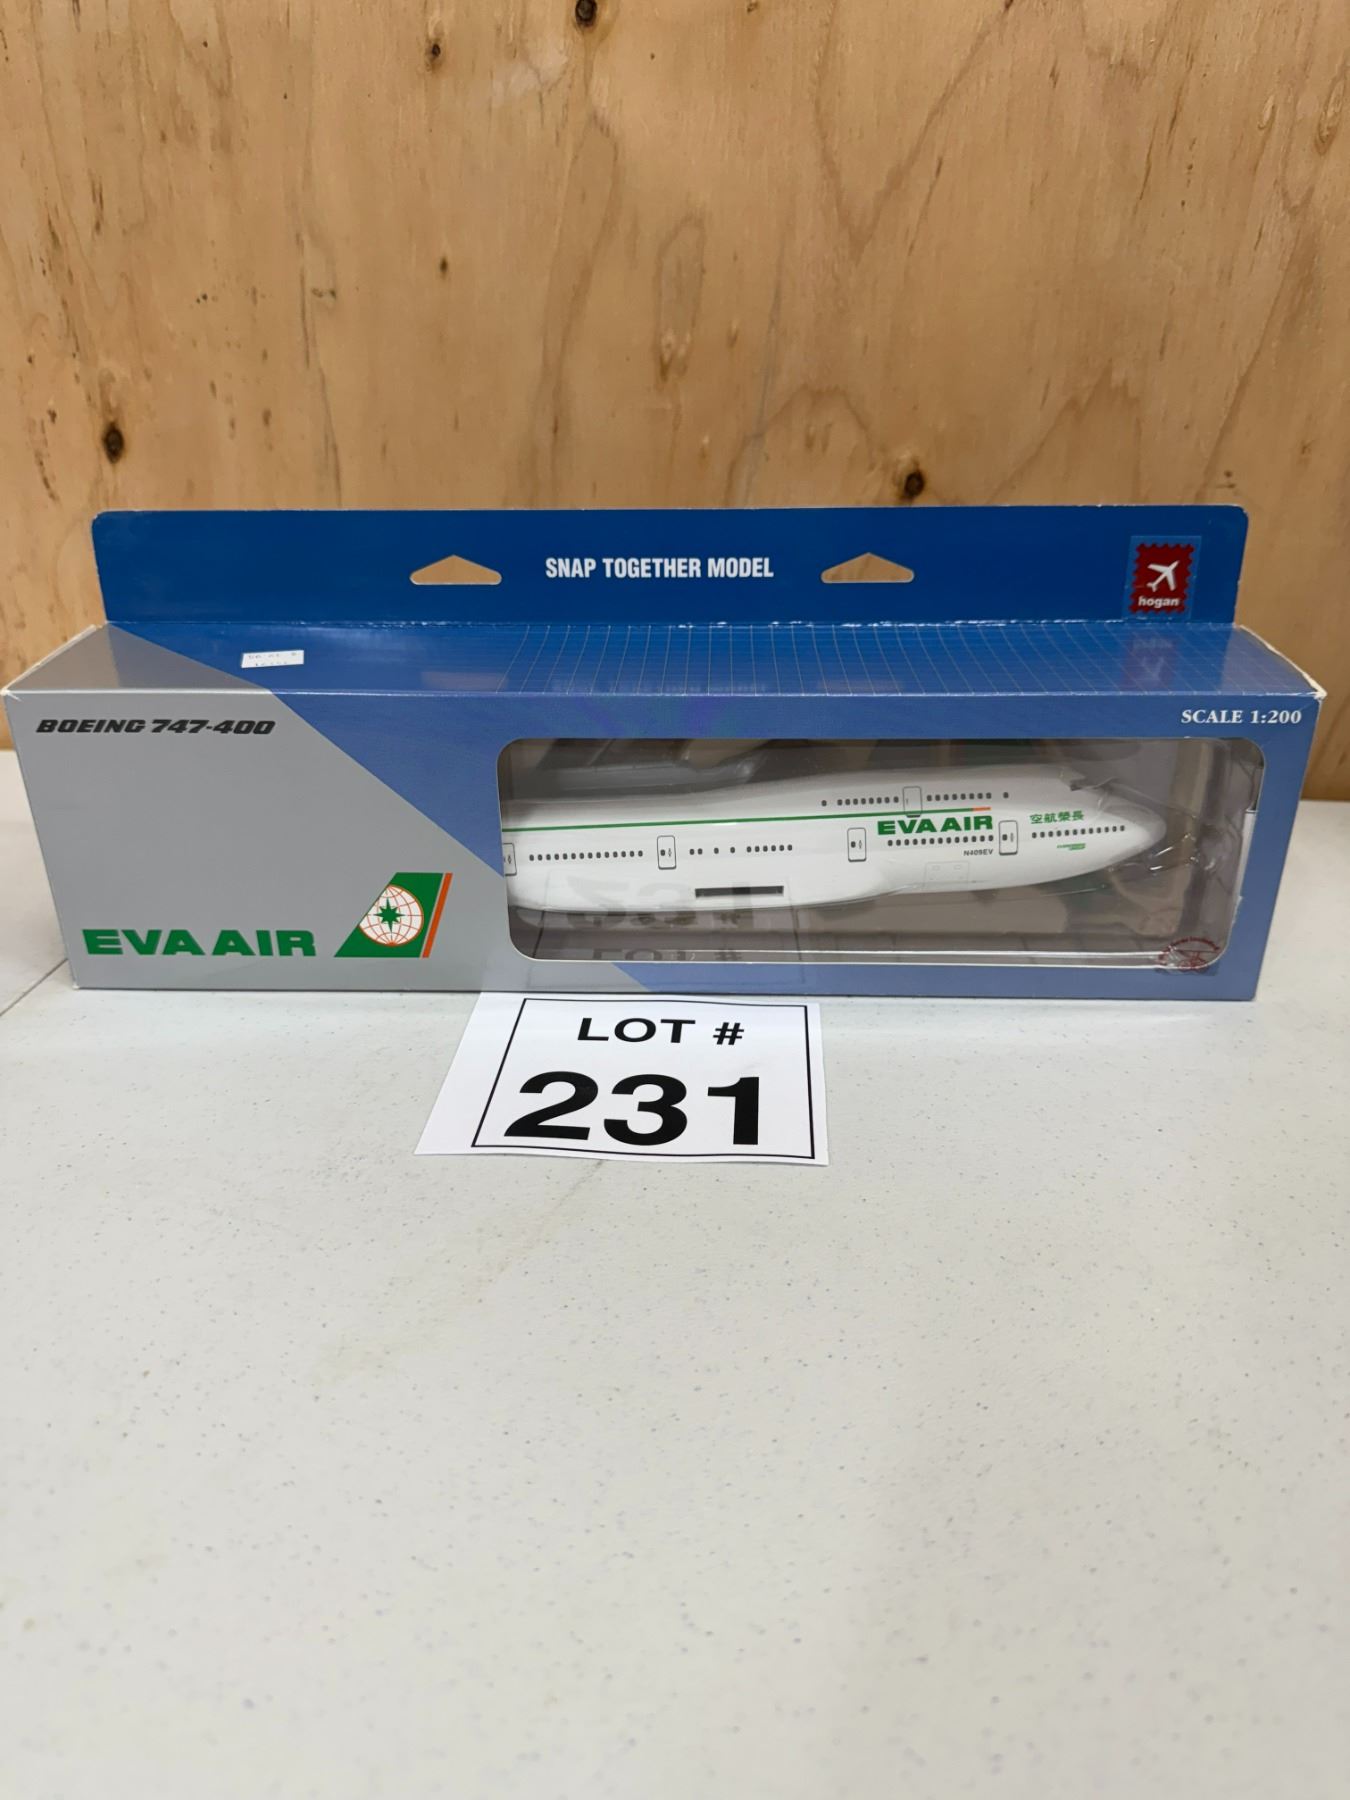 SNAP TOGETHER MODEL
hogan
BOEING 747-400
SCALE 1:200
EVA AIR
EVA AIR
空航榮長
N409EV
LOT #
231